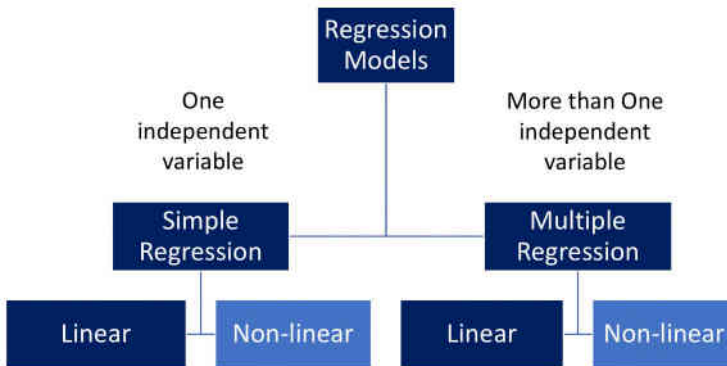 Regression
Models
One
independent
variable
More than One
independent
variable
Simple
Regression
Multiple
Regression
Linear
Non-linear
Linear
Non-linear